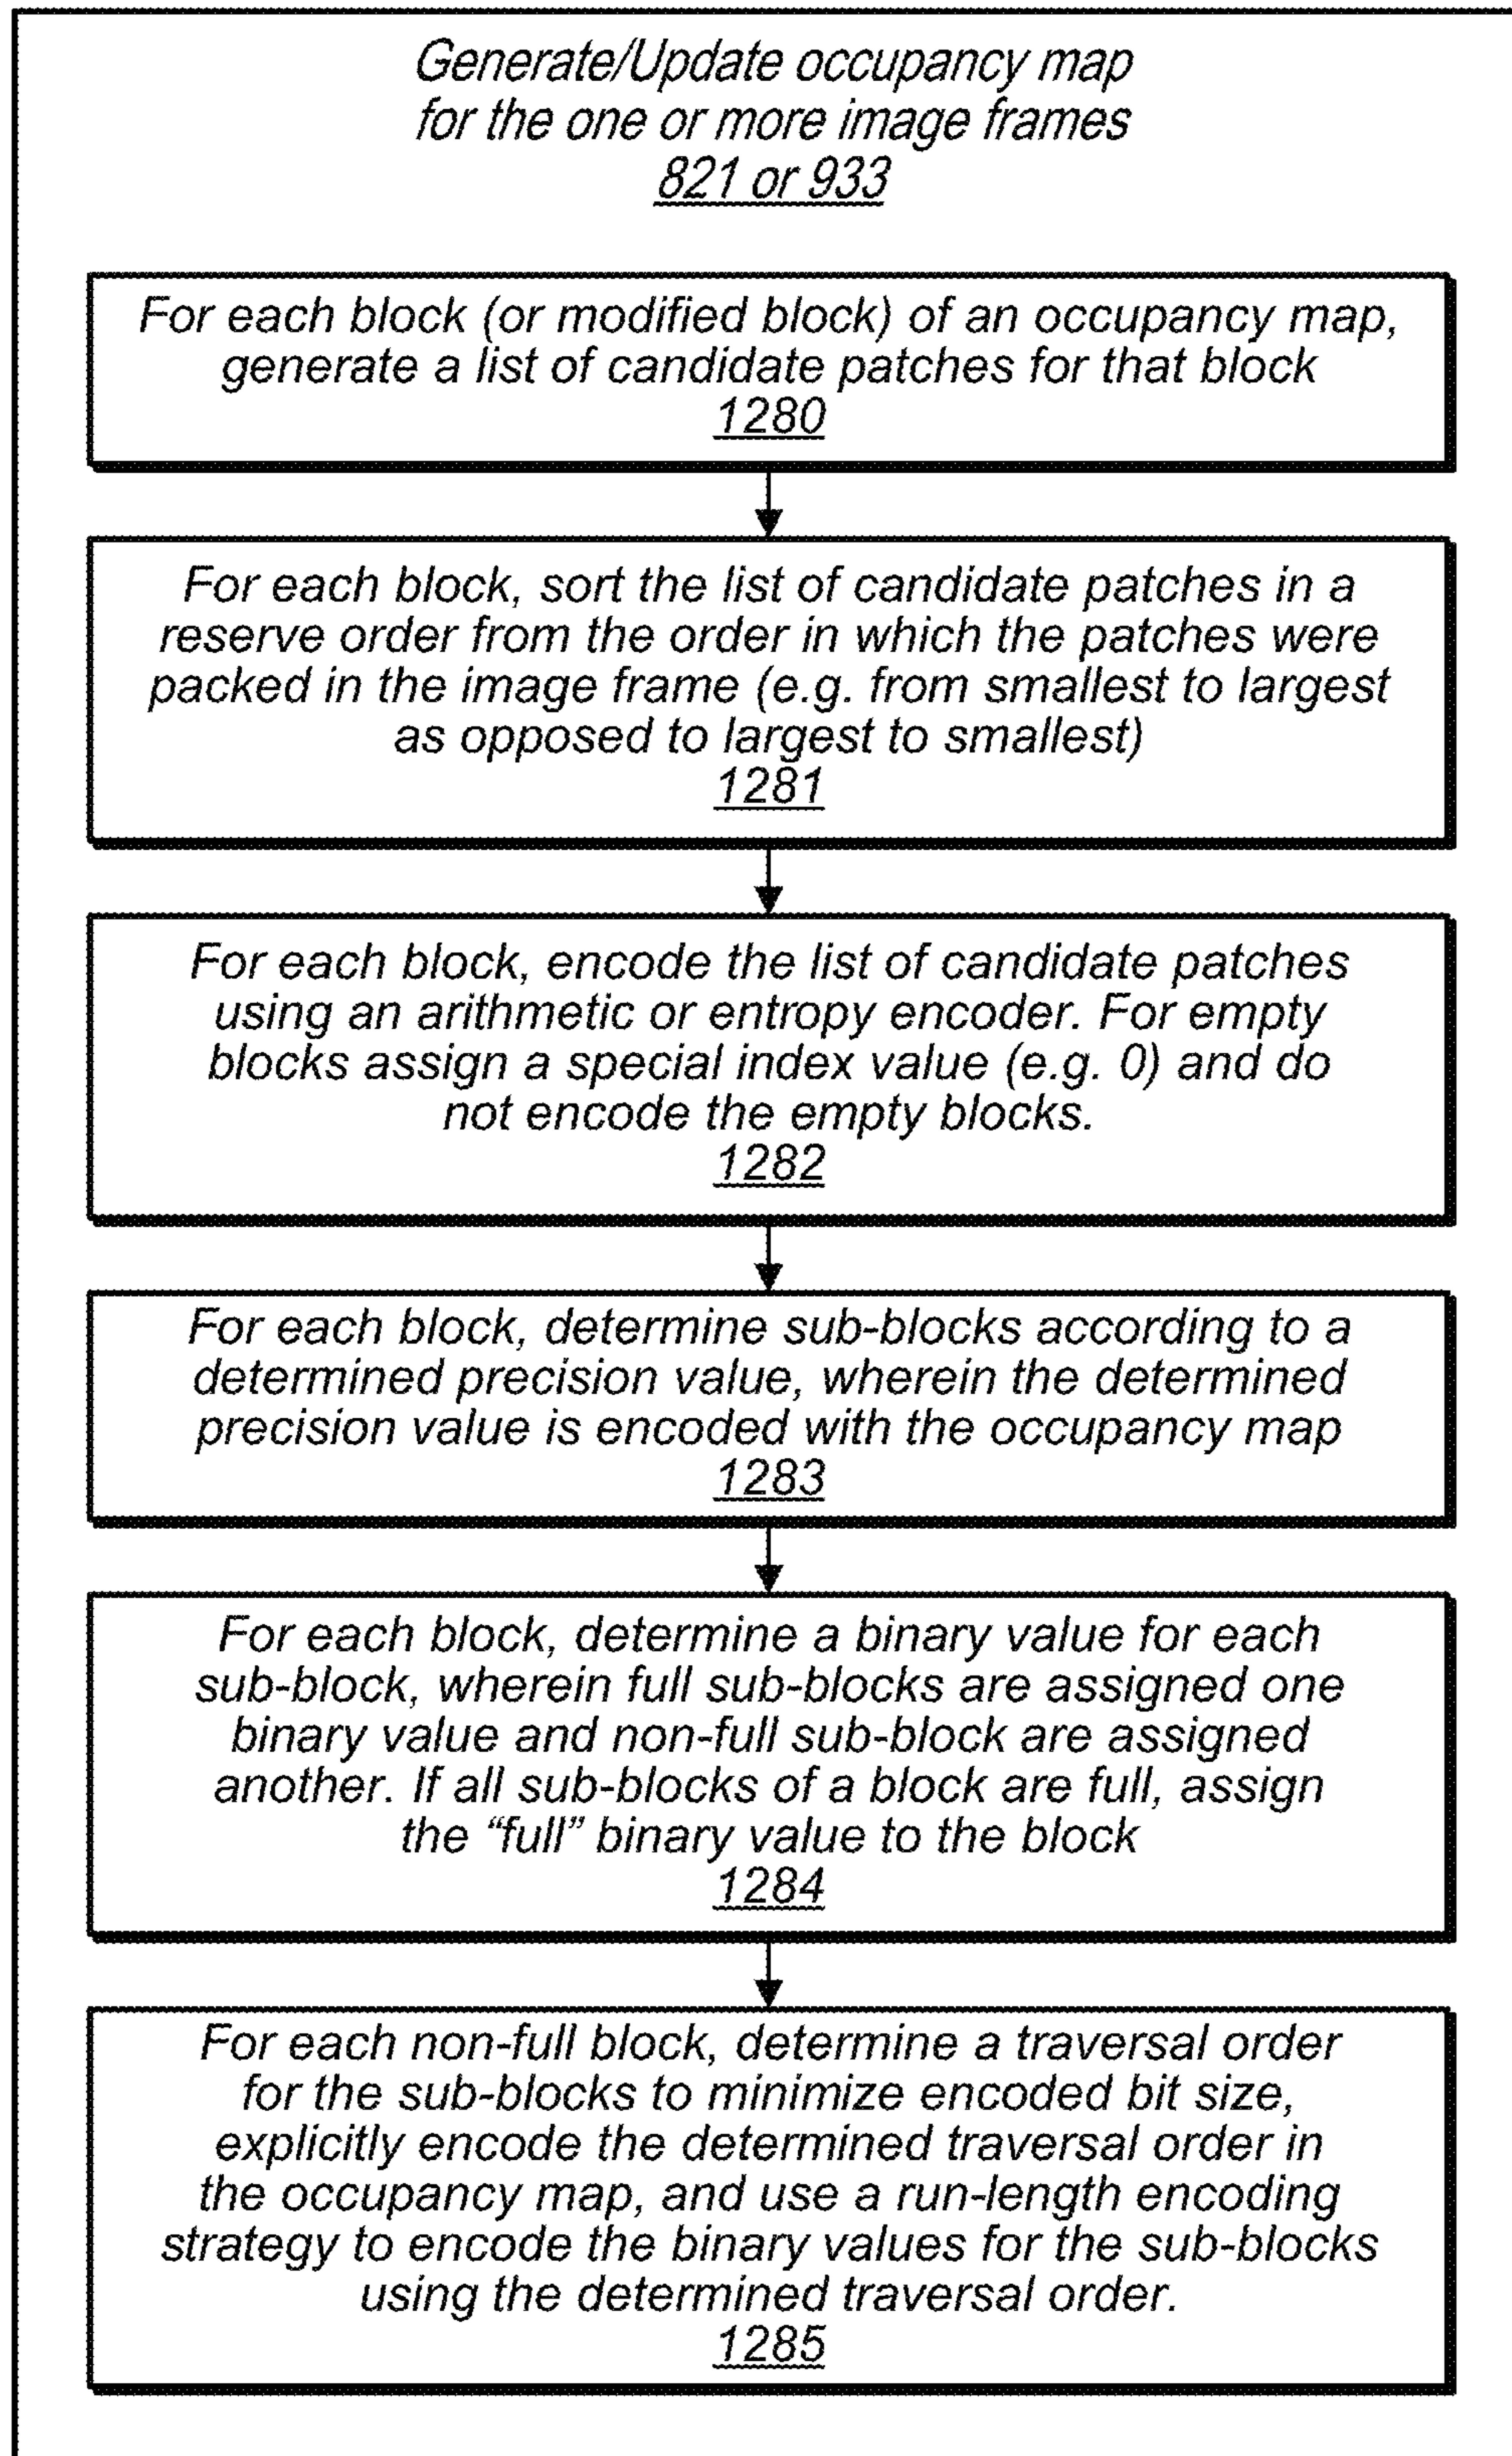 Generate/Update occupancy map
for the one or more image frames
821 or 933
For each block (or modified block) of an occupancy map,
generate a list of candidate patches for that block
1280
For each block, sort the list of candidate patches in a
reserve order from the order in which the patches were
packed in the image frame (e.g. from smallest to largest
as opposed to largest to smallest)
1281
For each block, encode the list of candidate patches
using an arithmetic or entropy encoder. For empty
blocks assign a special index value (e.g. 0) and do
not encode the empty blocks.
1282
For each block, determine sub-blocks according to a
determined precision value, wherein the determined
precision value is encoded with the occupancy map
1283
For each block, determine a binary value for each
sub-block, wherein full sub-blocks are assigned one
binary value and non-full sub-block are assigned
another. If all sub-blocks of a block are full, assign
the “full” binary value to the block
1284
For each non-full block, determine a traversal order
for the sub-blocks to minimize encoded bit size,
explicitly encode the determined traversal order in
the occupancy map, and use a run-length encoding
strategy to encode the binary values for the sub-blocks
using the determined traversal order.
1285